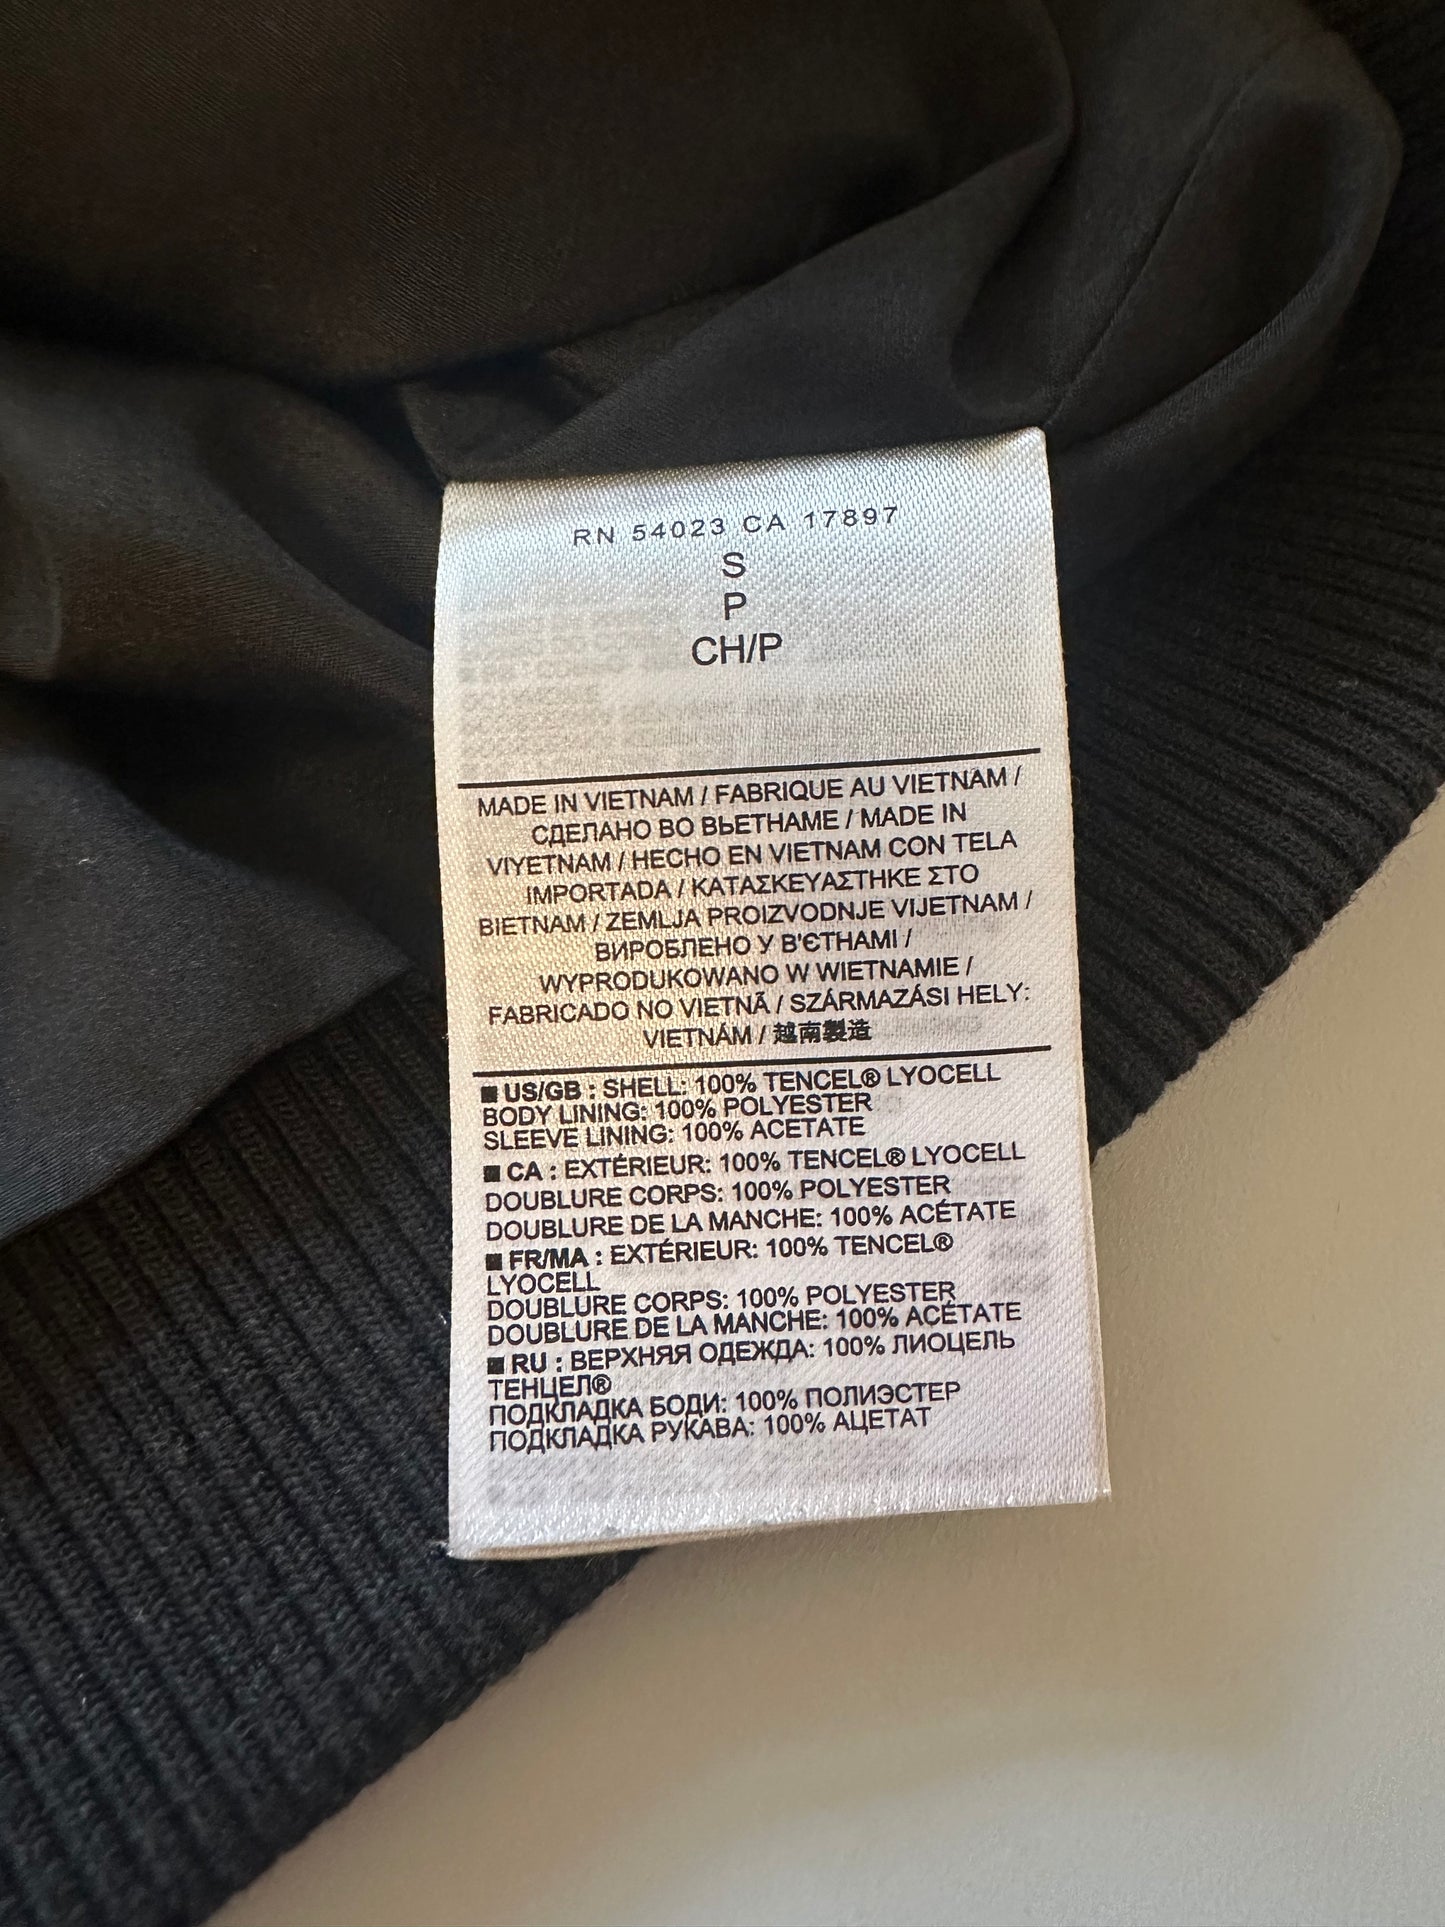 RN 54023 CA 17897
S
P
CH/P
MADE IN VIETNAM / FABRIQUE AU VIETNAM /
СДЕЛАНО ВО ВЬЕТНАМЕ / MADE IN
VIYETNAM / HECHO EN VIETNAM CON TELA
IMPORTADA / ΚΑΤΑΣΚΕΥΑΣΤΗΚΕ ΣΤΟ
ΒΙΕΤΝΑΜ / ZEMLJA PROIZVODNJE VIJETNAM /
ВИРОБЛЕНО У В'ЄТНАМІ /
WYPRODUKOWANO W WIETNAMIE /
FABRICADO NO VIETNÃ / SZÁRMAZÁSI HELY:
VIETNÁM / 越南製造
■ US/GB : SHELL: 100% TENCEL® LYOCELL
BODY LINING: 100% POLYESTER
SLEEVE LINING: 100% ACETATE
■ CA : EXTÉRIEUR: 100% TENCEL® LYOCELL
DOUBLURE CORPS: 100% POLYESTER
DOUBLURE DE LA MANCHE: 100% ACÉTATE
■ FR/MA : EXTÉRIEUR: 100% TENCEL®
LYOCELL
DOUBLURE CORPS: 100% POLYESTER
DOUBLURE DE LA MANCHE: 100% ACÉTATE
■ RU : ВЕРХНЯЯ ОДЕЖДА: 100% ЛИОЦЕЛЬ
ТЕНЦЕЛ®
ПОДКЛАДКА БОДИ: 100% ПОЛИЭСТЕР
ПОДКЛАДКА РУКАВА: 100% АЦЕТАТ